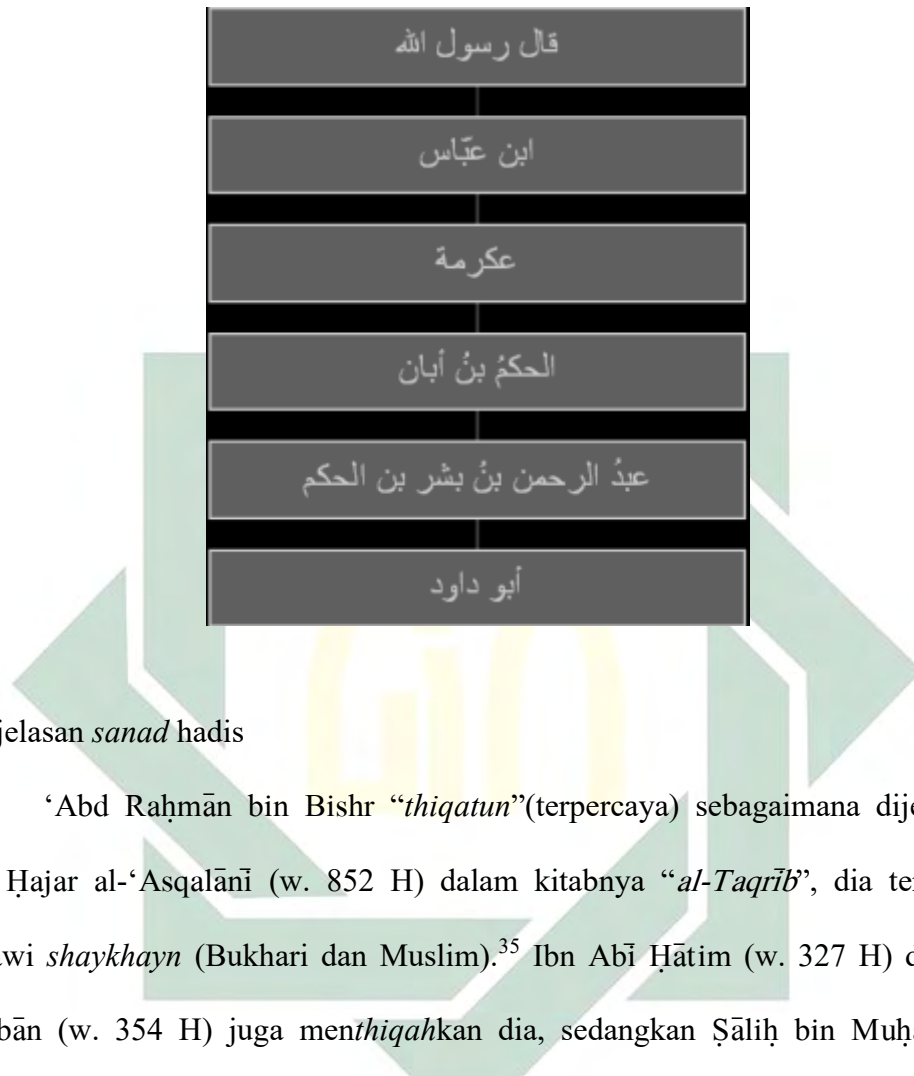 قال رسول الله
ابن عبّاس
عكرمة
الحكمُ بنُ أبان
عبدُ الرحمن بنُ بشر بن الحكم
أبو داود
jelasan sanad hadis
‘Abd Raḥmān bin Bishr “thiqatun”(terpercaya) sebagaimana dije
Ḥajar al-‘Asqalānī (w. 852 H) dalam kitabnya “al-Taqrīb”, dia te
awi shaykhayn (Bukhari dan Muslim).35 Ibn Abī Ḥātim (w. 327 H) d
bān (w. 354 H) juga menthiqahkan dia, sedangkan Ṣāliḥ bin Muḥ